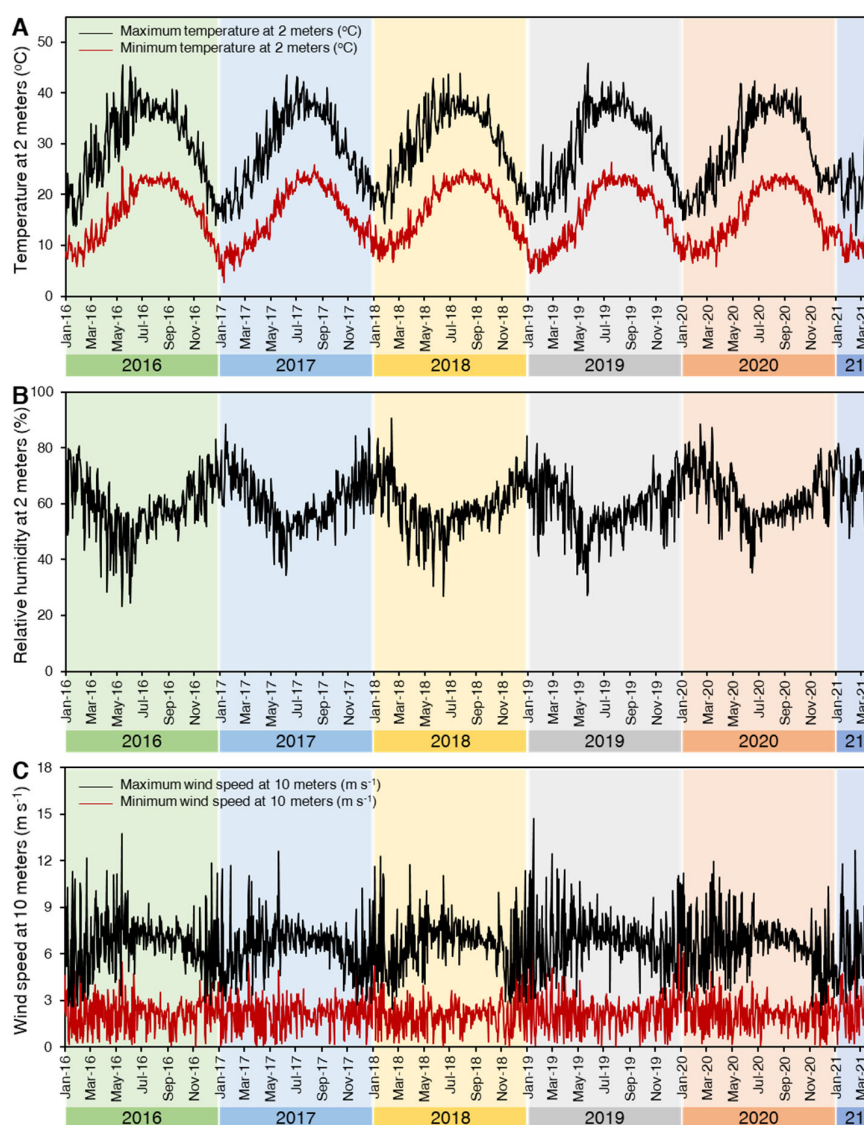 A
Temperature at 2 meters (°C)
Maximum temperature at 2 meters (°C)
Minimum temperature at 2 meters (°C)
50
40
30
20
10
0
Jan-16 Mar-16 May-16 Jul-16 Sep-16 Nov-16 Jan-17 Mar-17 May-17 Jul-17 Sep-17 Nov-17 Jan-18 Mar-18 May-18 Jul-18 Sep-18 Nov-18 Jan-19 Mar-19 May-19 Jul-19 Sep-19 Nov-19 Jan-20 Mar-20 May-20 Jul-20 Sep-20 Nov-20 Jan-21 Mar-21
2016 2017 2018 2019 2020 21
B
Relative humidity at 2 meters (%)
100
80
60
40
20
0
Jan-16 Mar-16 May-16 Jul-16 Sep-16 Nov-16 Jan-17 Mar-17 May-17 Jul-17 Sep-17 Nov-17 Jan-18 Mar-18 May-18 Jul-18 Sep-18 Nov-18 Jan-19 Mar-19 May-19 Jul-19 Sep-19 Nov-19 Jan-20 Mar-20 May-20 Jul-20 Sep-20 Nov-20 Jan-21 Mar-21
2016 2017 2018 2019 2020 21
C
Wind speed at 10 meters (m s⁻¹)
Maximum wind speed at 10 meters (m s⁻¹)
Minimum wind speed at 10 meters (m s⁻¹)
18
15
12
9
6
3
0
Jan-16 Mar-16 May-16 Jul-16 Sep-16 Nov-16 Jan-17 Mar-17 May-17 Jul-17 Sep-17 Nov-17 Jan-18 Mar-18 May-18 Jul-18 Sep-18 Nov-18 Jan-19 Mar-19 May-19 Jul-19 Sep-19 Nov-19 Jan-20 Mar-20 May-20 Jul-20 Sep-20 Nov-20 Jan-21 Mar-21
2016 2017 2018 2019 2020 21